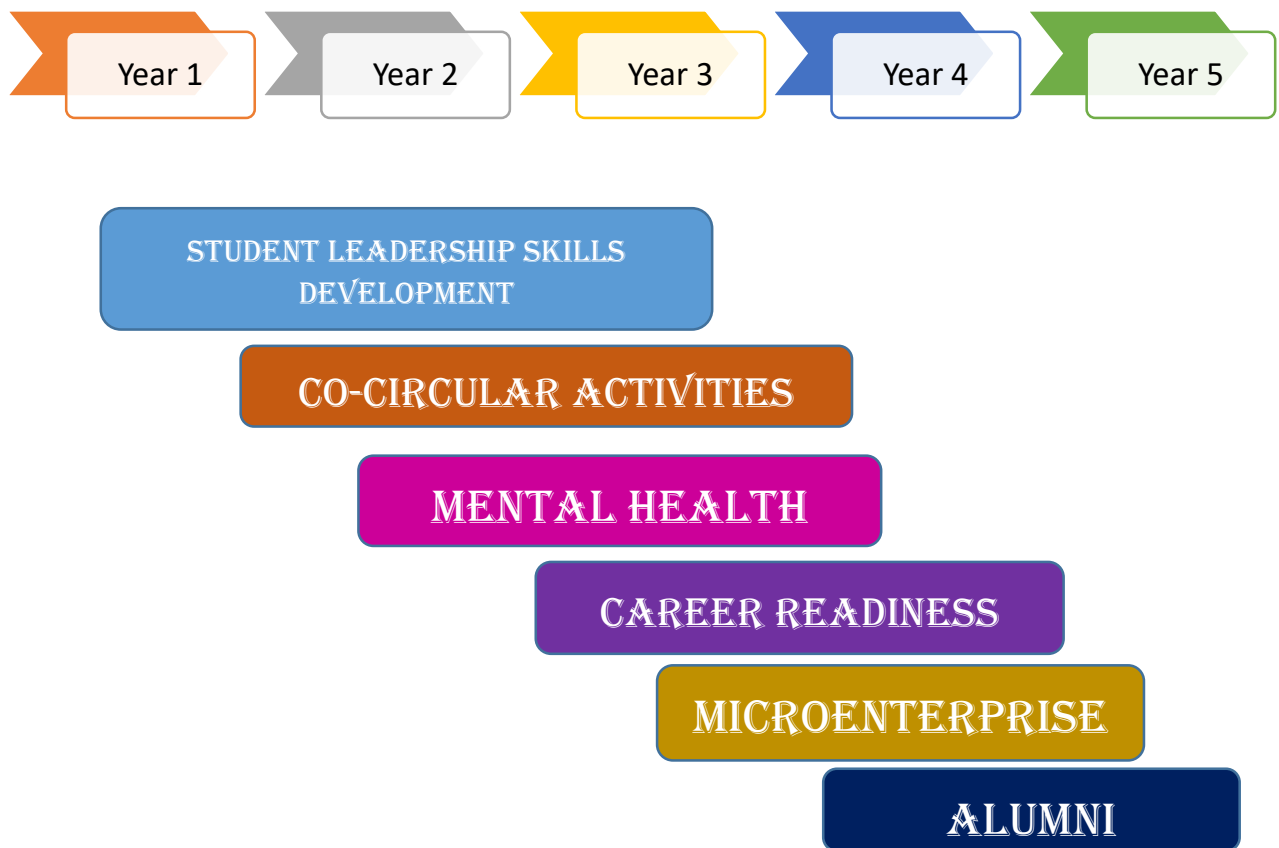 Year 1
Year 2
Year 3
Year 4
Year 5
STUDENT LEADERSHIP SKILLS
DEVELOPMENT
CO-CIRCULAR ACTIVITIES
MENTAL HEALTH
CAREER READINESS
MICROENTERPRISE
ALUMNI